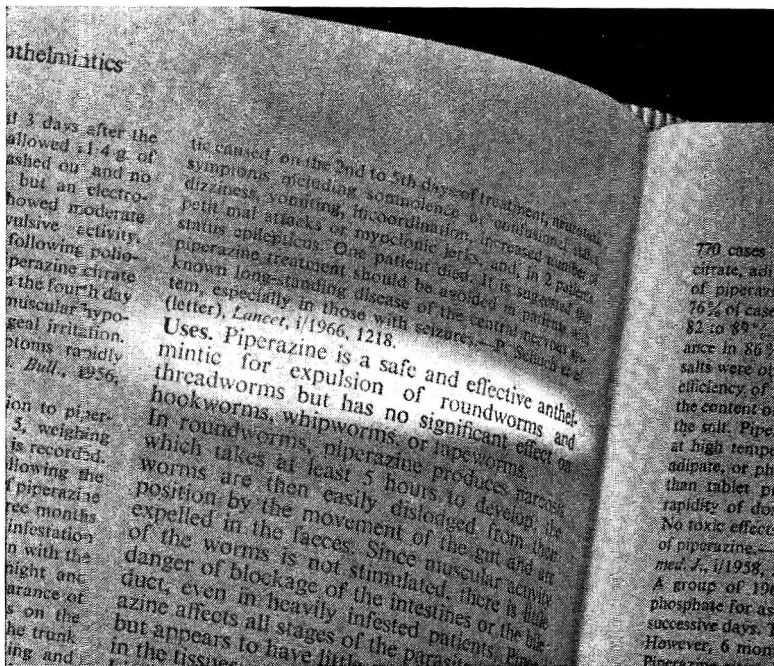 nthelmintics
il 3 days after the
allowed 11·4 g. of
ashed out and no
but an electro-
howed moderate
vulsive activity,
following polio-
perazine citrate
n the fourth day
muscular hypo-
geal irritation.
ptoms rapidly
Bull., 1956,
ion to piper-
5, weighing
is recorded.
llowing the
f piperazine
ree months
infestation
n with the
night and
arance of
s on the
he trunk
ing and
tic caused, on the 2nd to 5th days of treatment,
symptoms including somnolence or confusional
dizziness, vomiting, incoordination, increased number
petit mal attacks or myoclonic jerks, and, in 2
status epilepticus. One patient died. It is suggested
piperazine treatment should be avoided in patients with
known long-standing disease of the central nervous sys-
tem, especially in those with seizures.—
(letter), Lancet, i/1966, 1218.
Uses. Piperazine is a safe and effective anthel-
mintic for expulsion of roundworms and
threadworms but has no significant effect on
hookworms, whipworms, or tapeworms.
In roundworms, piperazine produces narcosis
which takes at least 5 hours to develop; the
worms are then easily dislodged from their
position by the movement of the gut and are
expelled in the faeces. Since muscular activity
of the worms is not stimulated, there is little
danger of blockage of the intestines or the bile-
duct, even in heavily infested patients. Piper-
azine affects all stages of the parasite
but appears to have little
in the tissues
770 cases
citrate, adi
of piperaz
76% of case
82 to 89%
ance in 86%
salts were
efficiency of
the content o
the salt. Pipe
at high tempe
adipate, or ph
than tablet p
rapidity of do
No toxic effects
of piperazine.—
med. J., i/1958,
A group of 19
phosphate for as
successive days. T
However, 6 mon